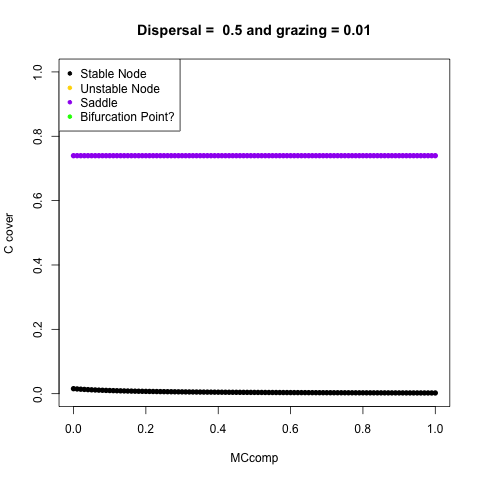 Dispersal =  0.5 and grazing = 0.01
Stable Node
Unstable Node
Saddle
Bifurcation Point?
1.0
0.8
0.6
0.4
0.2
0.0
C cover
0.0 0.2 0.4 0.6 0.8 1.0
MCcomp